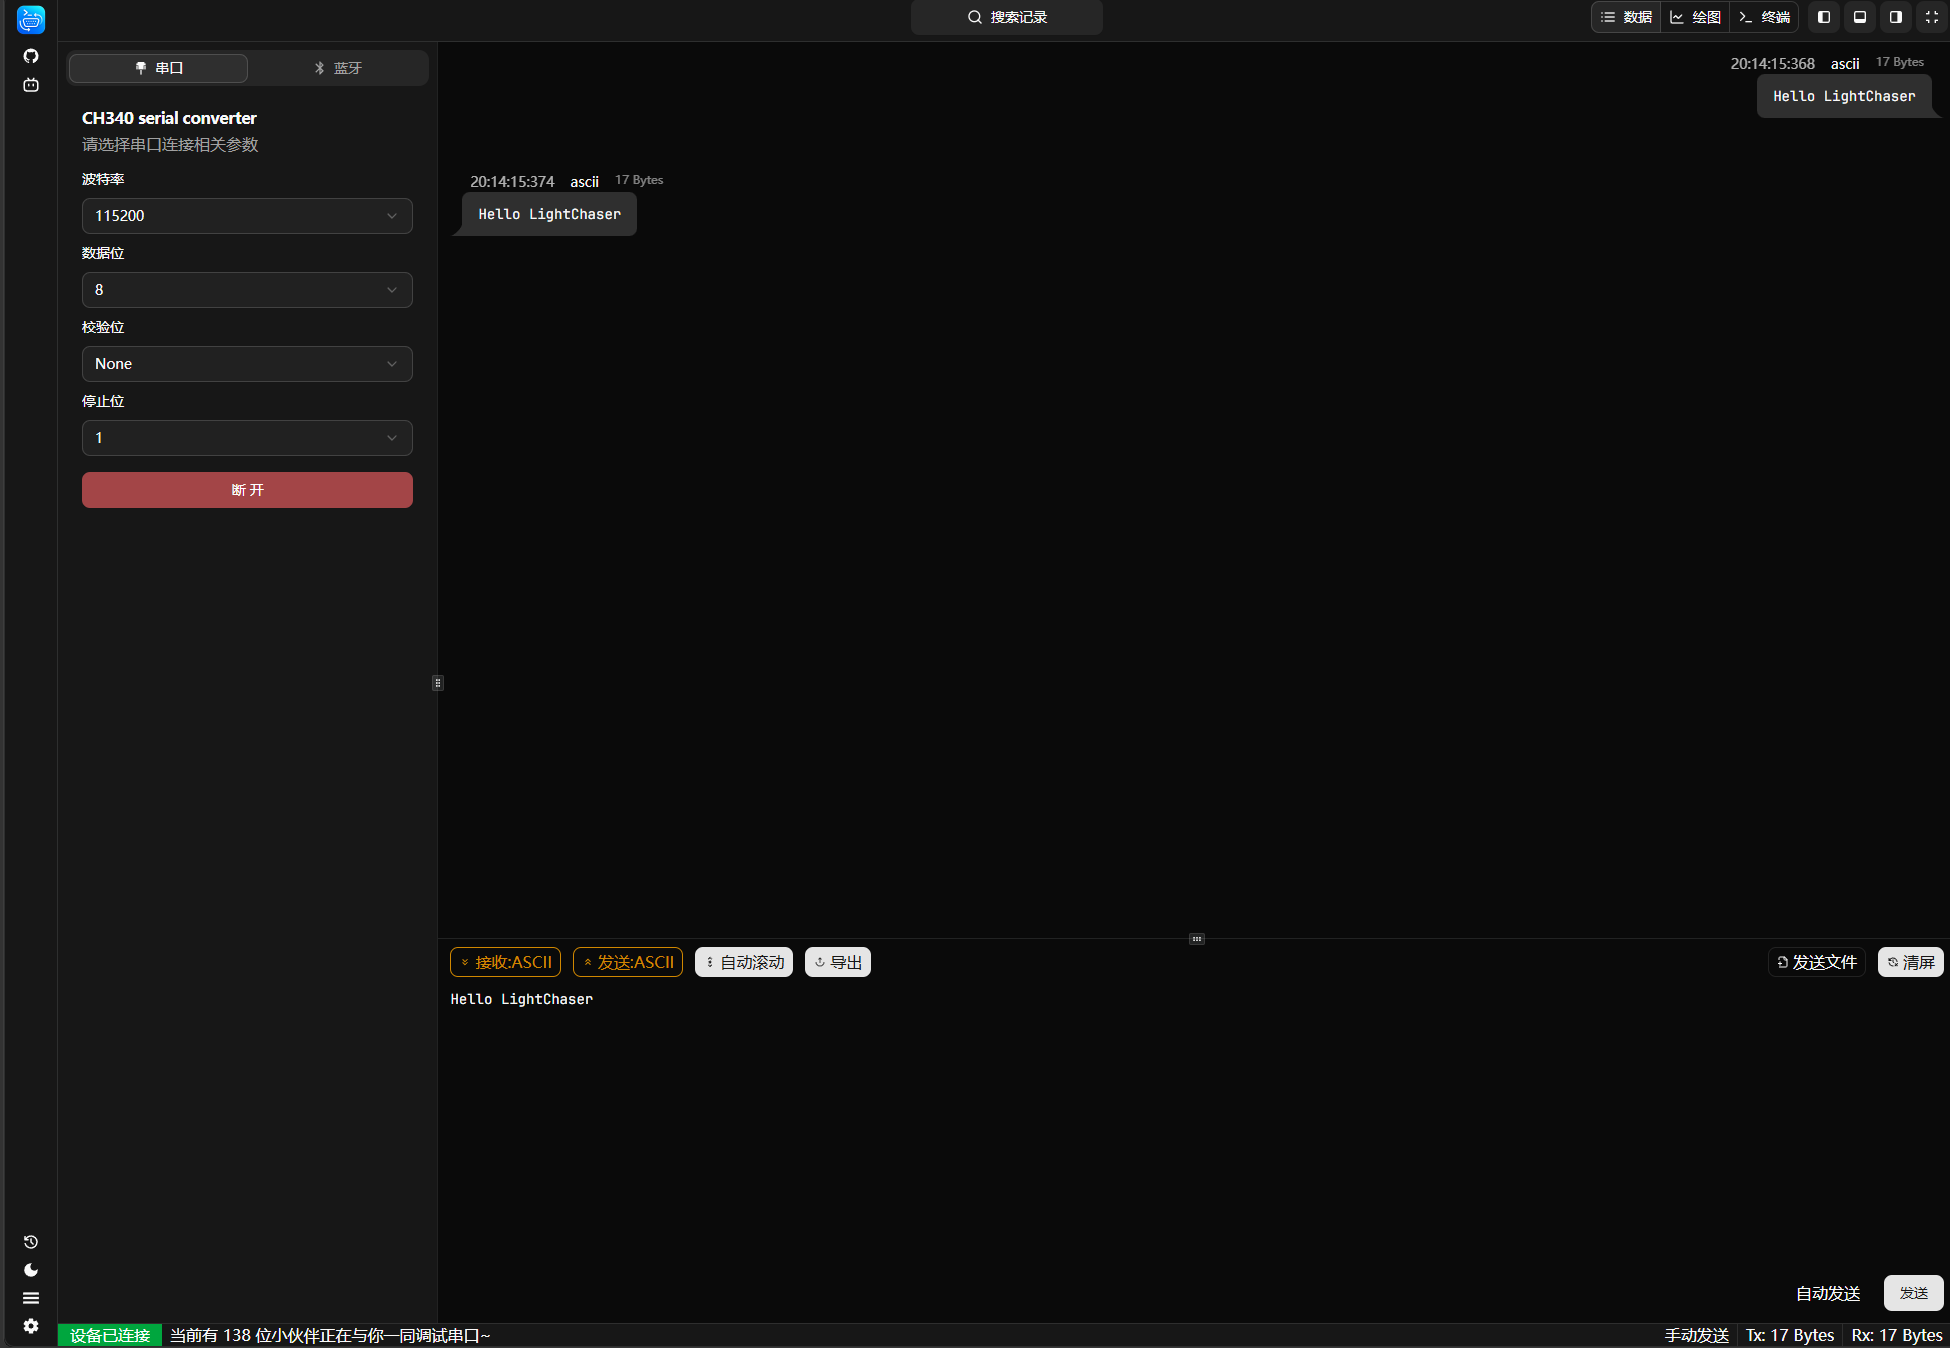 搜索记录
数据 绘图 终端
串口 蓝牙
CH340 serial converter
请选择串口连接相关参数
波特率
115200
数据位
8
校验位
None
停止位
1
断 开
20:14:15:368 ascii 17 Bytes
Hello LightChaser
20:14:15:374 ascii 17 Bytes
Hello LightChaser
接收:ASCII 发送:ASCII 自动滚动 导出 发送文件 清屏
Hello LightChaser
自动发送 发送
设备已连接 当前有 138 位小伙伴正在与你一同调试串口~ 手动发送 Tx: 17 Bytes Rx: 17 Bytes